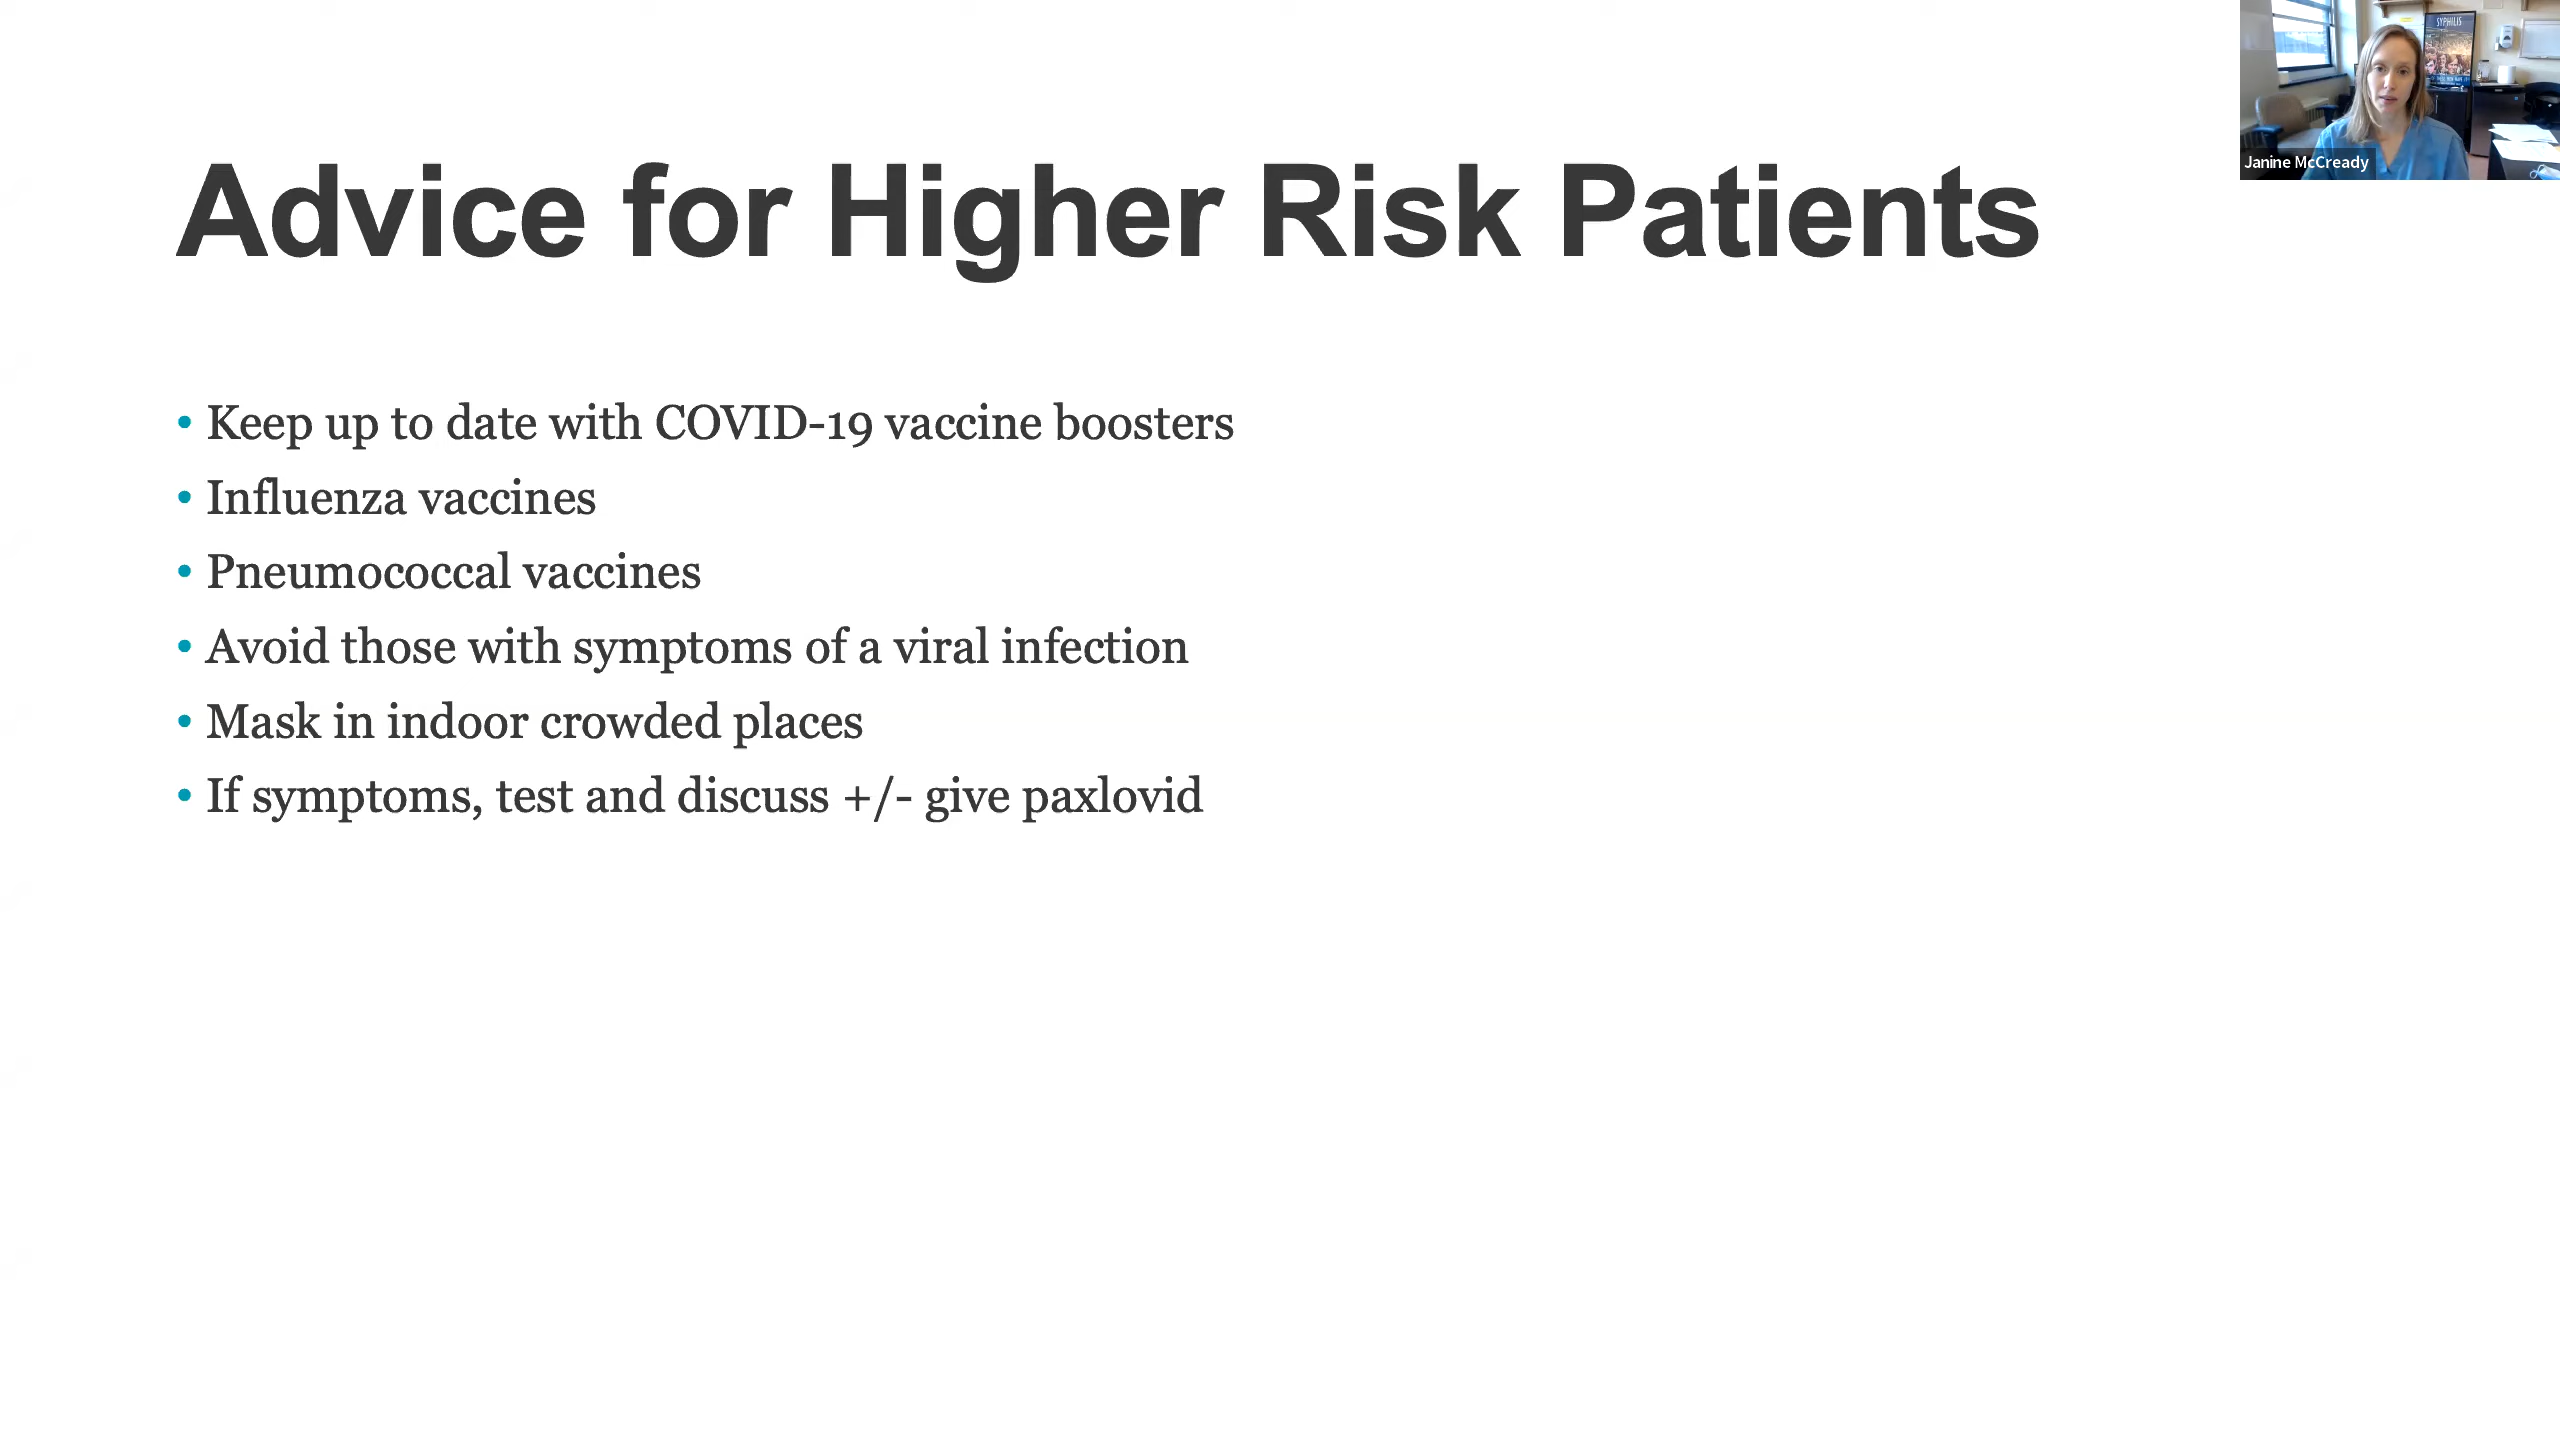 SYPHILIS
Janine McCready
Advice for Higher Risk Patients
• Keep up to date with COVID-19 vaccine boosters
• Influenza vaccines
• Pneumococcal vaccines
• Avoid those with symptoms of a viral infection
• Mask in indoor crowded places
• If symptoms, test and discuss +/- give paxlovid